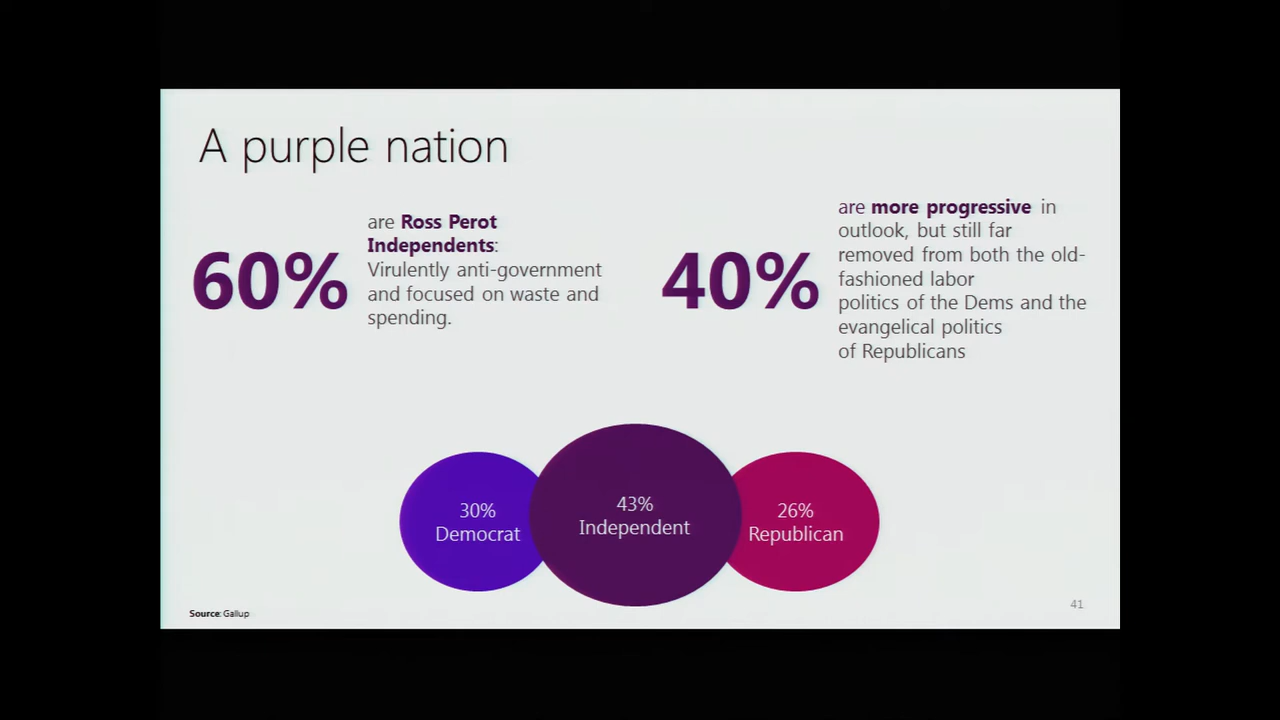 A purple nation
60%
are Ross Perot
Independents:
Virulently anti-government
and focused on waste and
spending.
40%
are more progressive in
outlook, but still far
removed from both the old-
fashioned labor
politics of the Dems and the
evangelical politics
of Republicans
30%
Democrat
43%
Independent
26%
Republican
Source: Gallup
41